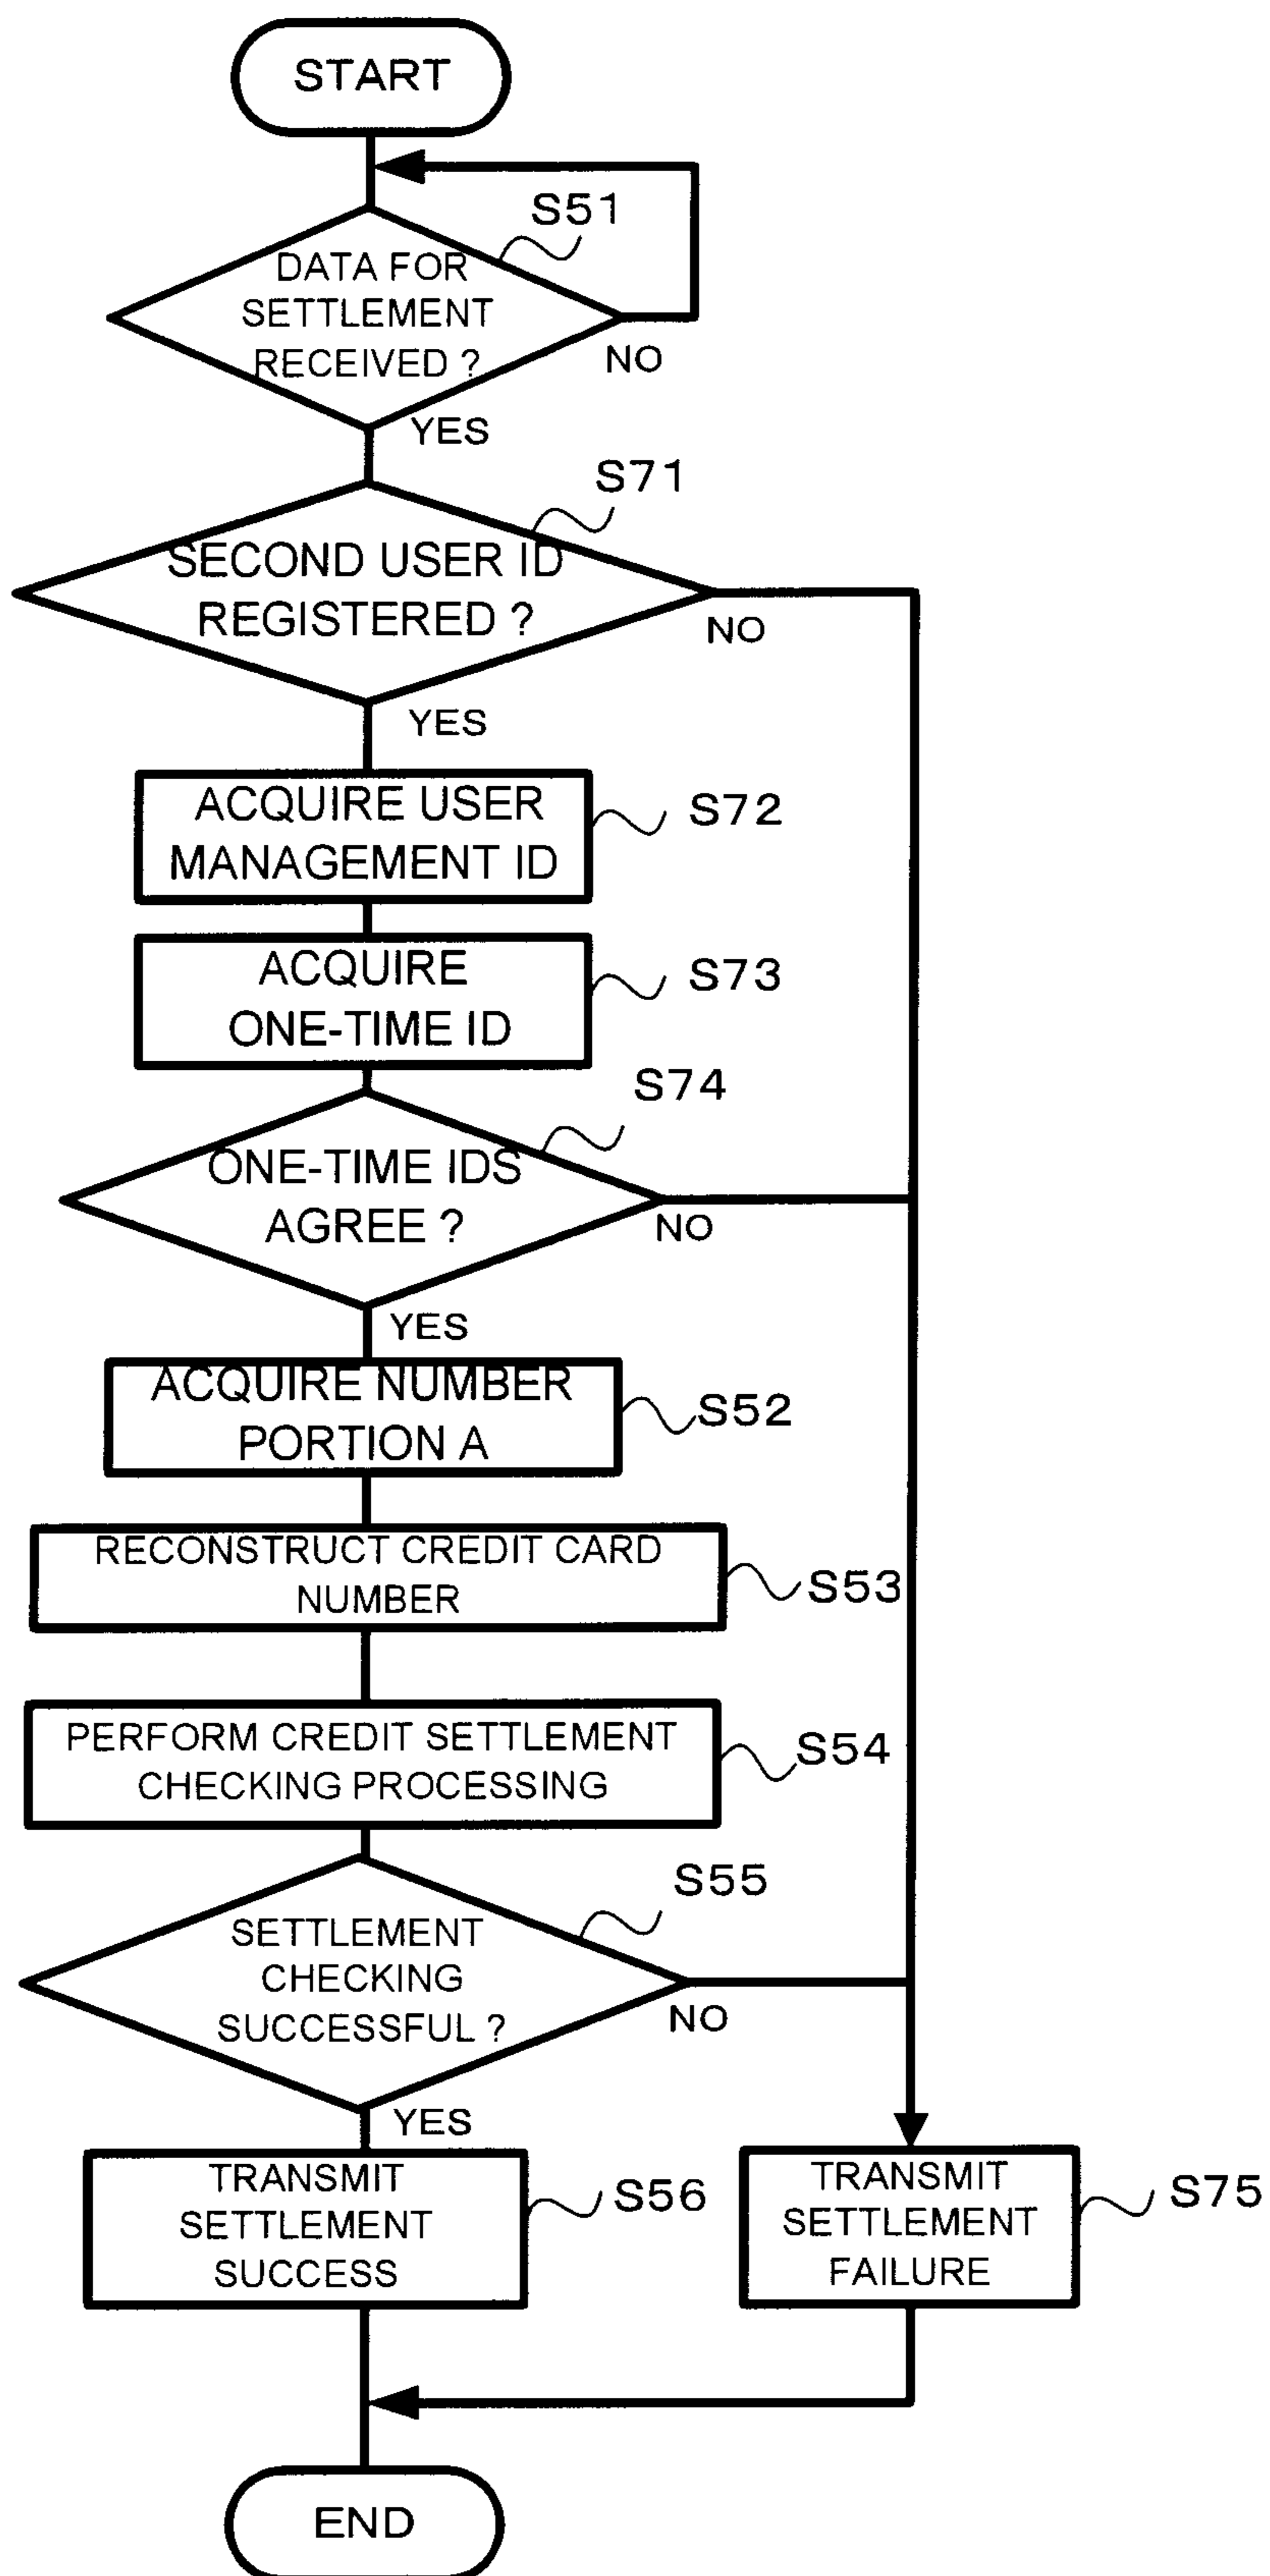 START
S51
DATA FOR
SETTLEMENT
RECEIVED ?
NO
YES
S71
SECOND USER ID
REGISTERED ?
NO
YES
ACQUIRE USER
MANAGEMENT ID
S72
ACQUIRE
ONE-TIME ID
S73
S74
ONE-TIME IDS
AGREE ?
NO
YES
ACQUIRE NUMBER
PORTION A
S52
RECONSTRUCT CREDIT CARD
NUMBER
S53
PERFORM CREDIT SETTLEMENT
CHECKING PROCESSING
S54
S55
SETTLEMENT
CHECKING
SUCCESSFUL ?
NO
YES
TRANSMIT
SETTLEMENT
SUCCESS
S56
TRANSMIT
SETTLEMENT
FAILURE
S75
END